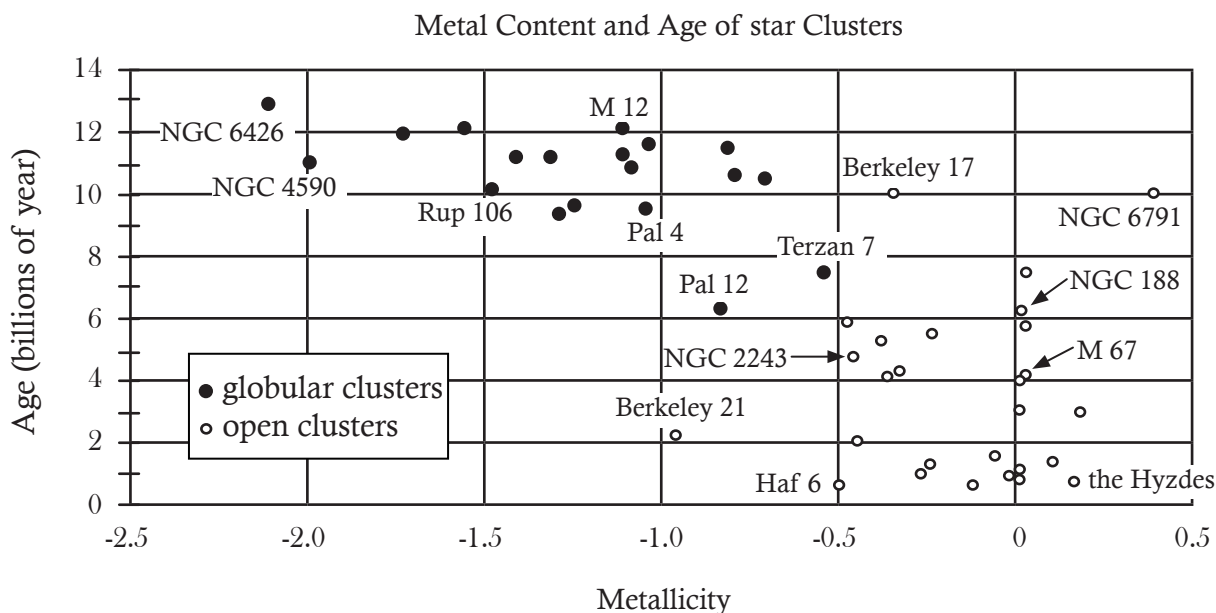 Metal Content and Age of star Clusters
Age (billions of year)
14
12
10
8
6
4
2
0
NGC 6426
NGC 4590
M 12
Rup 106
Pal 4
Berkeley 17
NGC 6791
Terzan 7
Pal 12
NGC 188
NGC 2243
M 67
globular clusters
open clusters
Berkeley 21
Haf 6
the Hyzdes
-2.5 -2.0 -1.5 -1.0 -0.5 0 0.5
Metallicity